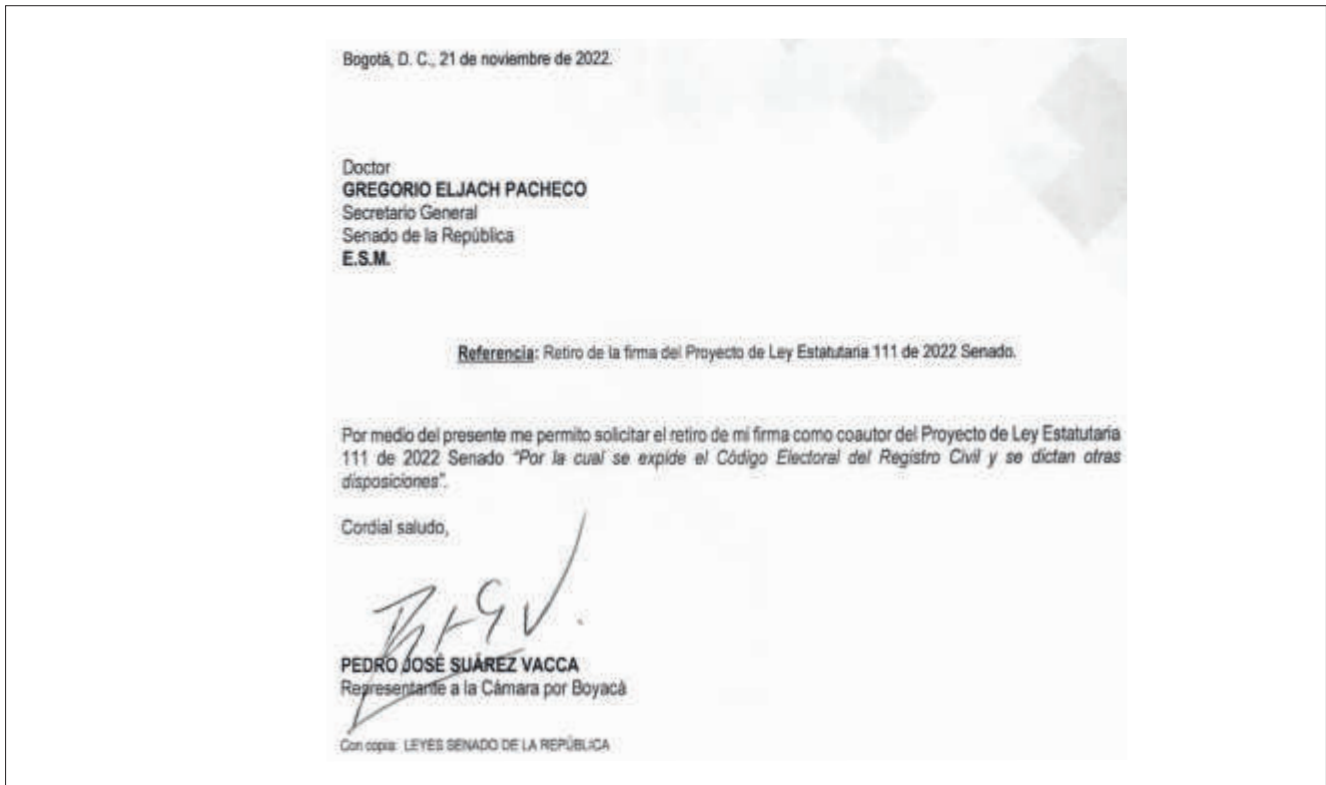 Bogotá, D. C., 21 de noviembre de 2022.
Doctor
GREGORIO ELJACH PACHECO
Secretario General
Senado de la República
E.S.M.
Referencia: Retiro de la firma del Proyecto de Ley Estatutaria 111 de 2022 Senado.
Por medio del presente me permito solicitar el retiro de mi firma como coautor del Proyecto de Ley Estatutaria
111 de 2022 Senado "Por la cual se expide el Código Electoral del Registro Civil y se dictan otras
disposiciones".
Cordial saludo,
PEDRO JOSÉ SUÁREZ VACCA
Representante a la Cámara por Boyacá
Con copia: LEYES SENADO DE LA REPÚBLICA